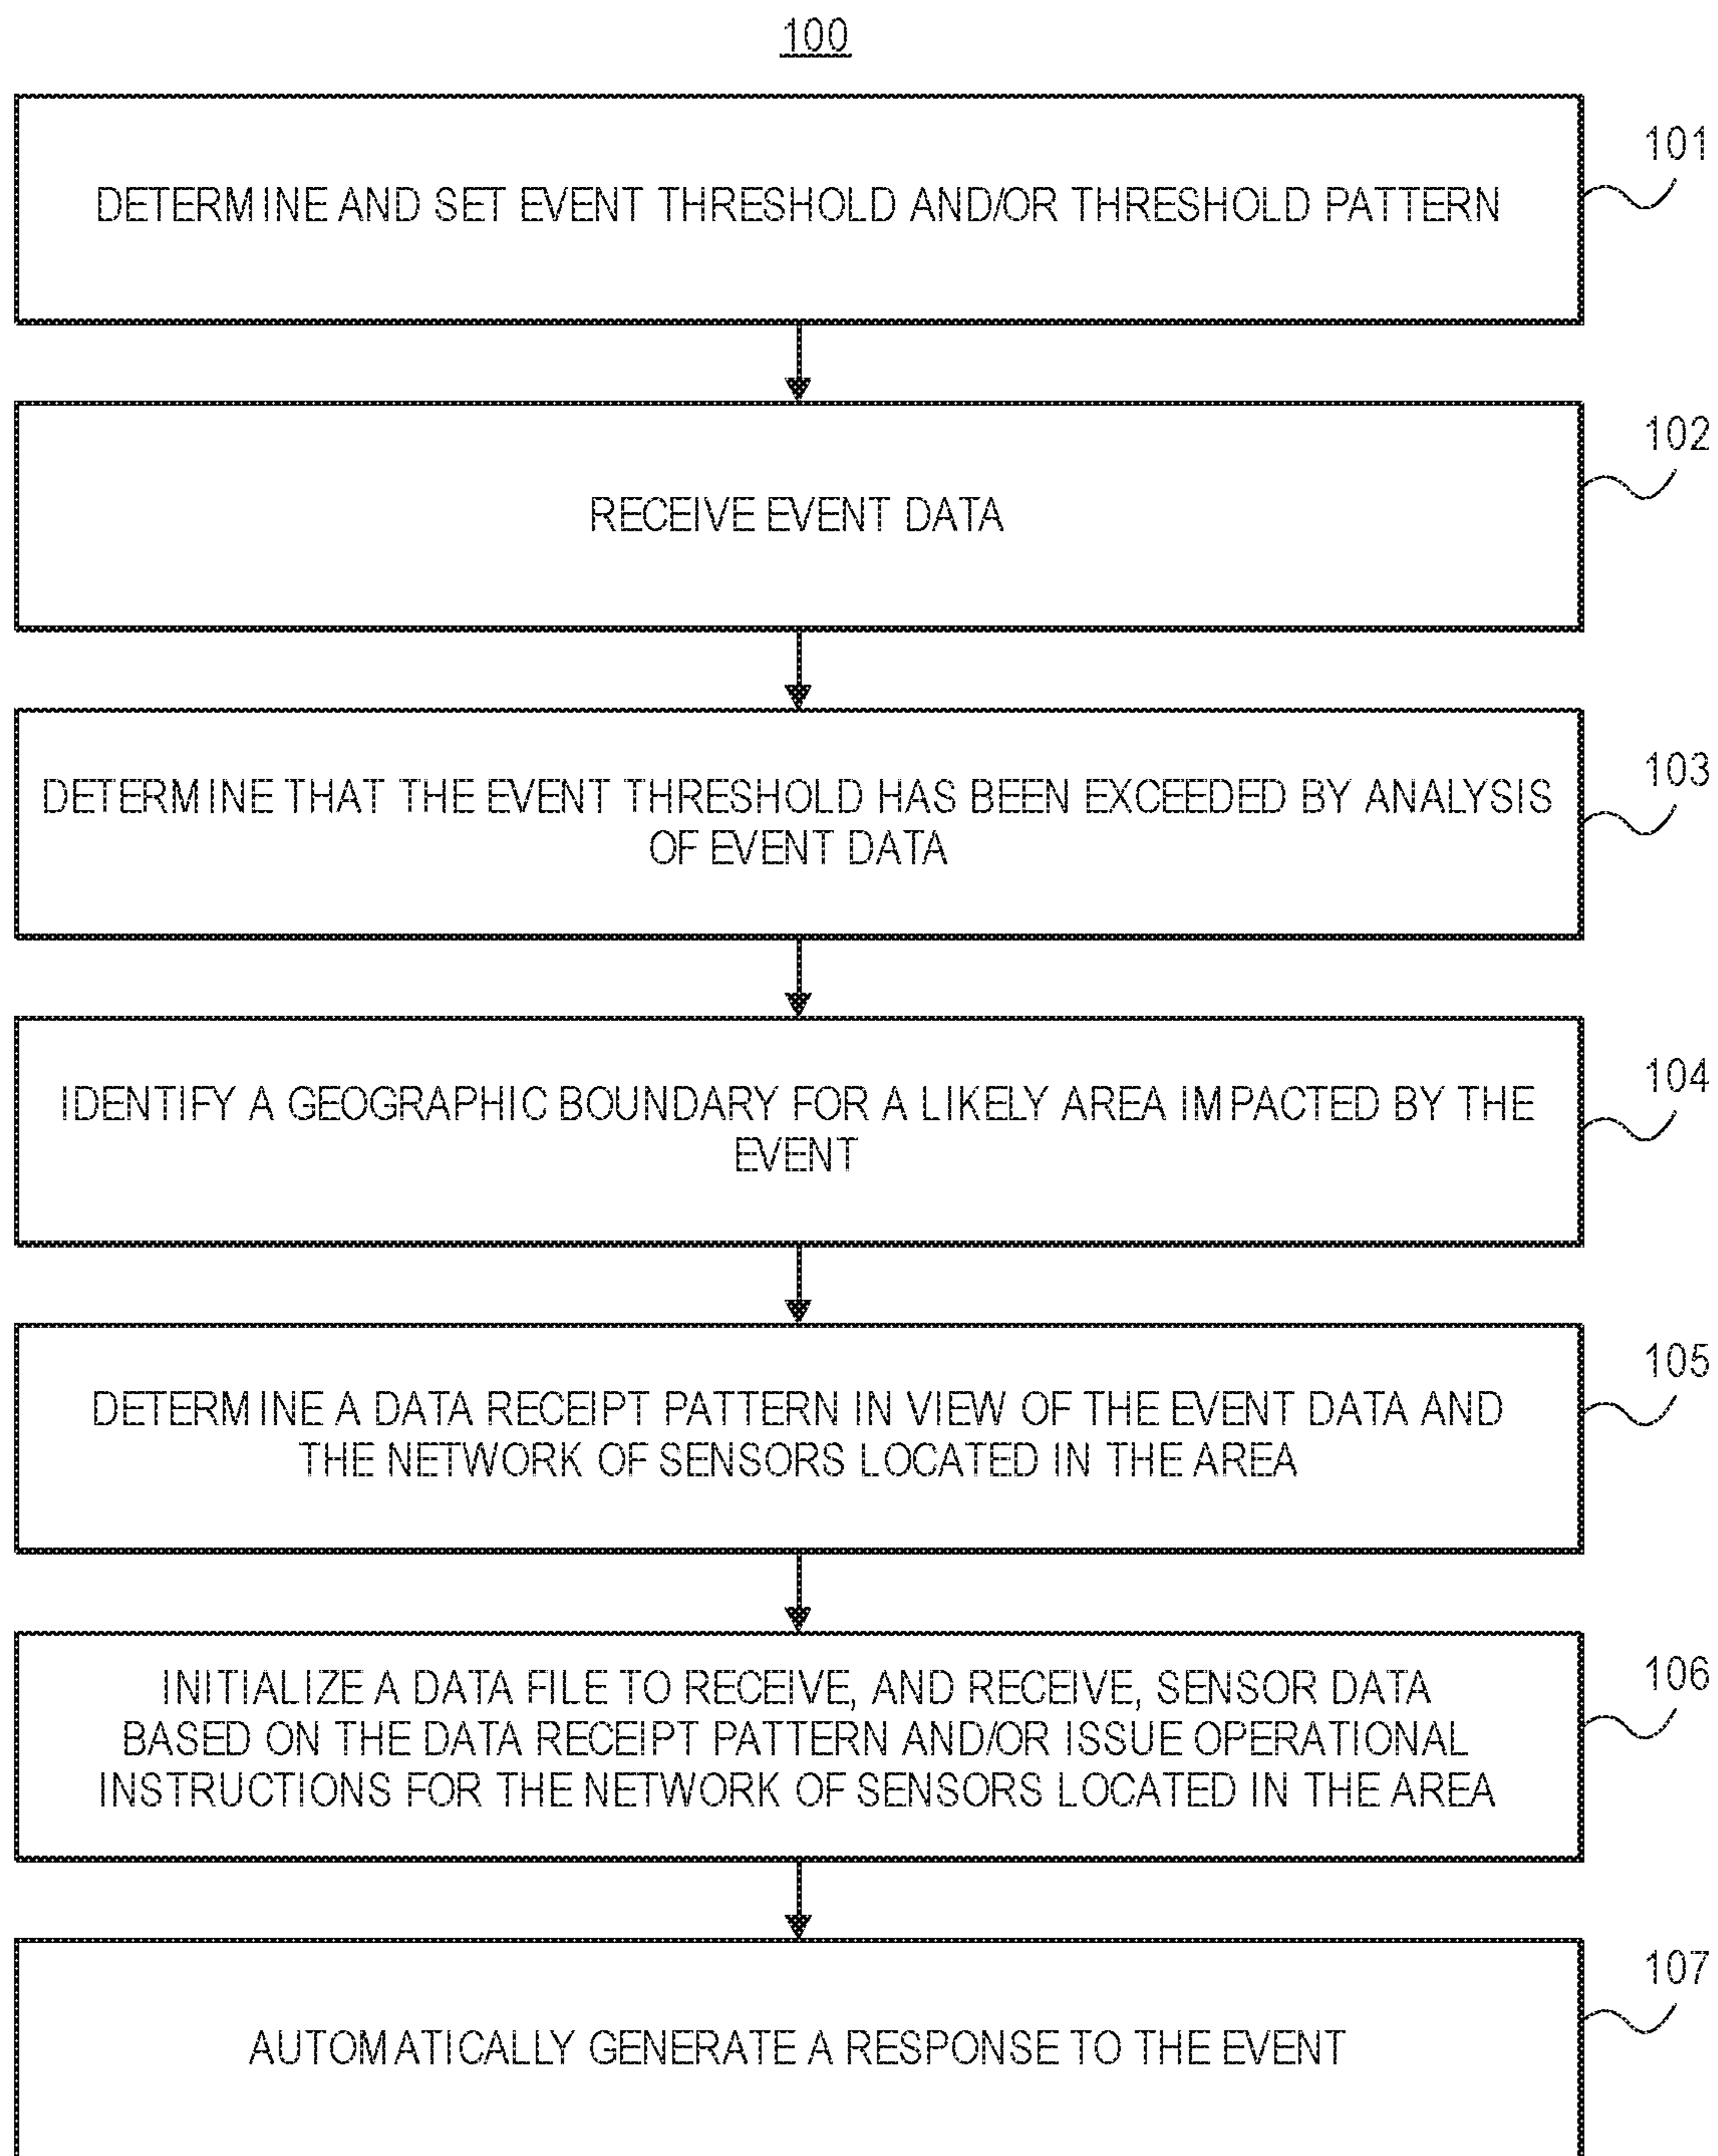 100
DETERMINE AND SET EVENT THRESHOLD AND/OR THRESHOLD PATTERN
101
RECEIVE EVENT DATA
102
DETERMINE THAT THE EVENT THRESHOLD HAS BEEN EXCEEDED BY ANALYSIS
OF EVENT DATA
103
IDENTIFY A GEOGRAPHIC BOUNDARY FOR A LIKELY AREA IMPACTED BY THE
EVENT
104
DETERMINE A DATA RECEIPT PATTERN IN VIEW OF THE EVENT DATA AND
THE NETWORK OF SENSORS LOCATED IN THE AREA
105
INITIALIZE A DATA FILE TO RECEIVE, AND RECEIVE, SENSOR DATA
BASED ON THE DATA RECEIPT PATTERN AND/OR ISSUE OPERATIONAL
INSTRUCTIONS FOR THE NETWORK OF SENSORS LOCATED IN THE AREA
106
AUTOMATICALLY GENERATE A RESPONSE TO THE EVENT
107